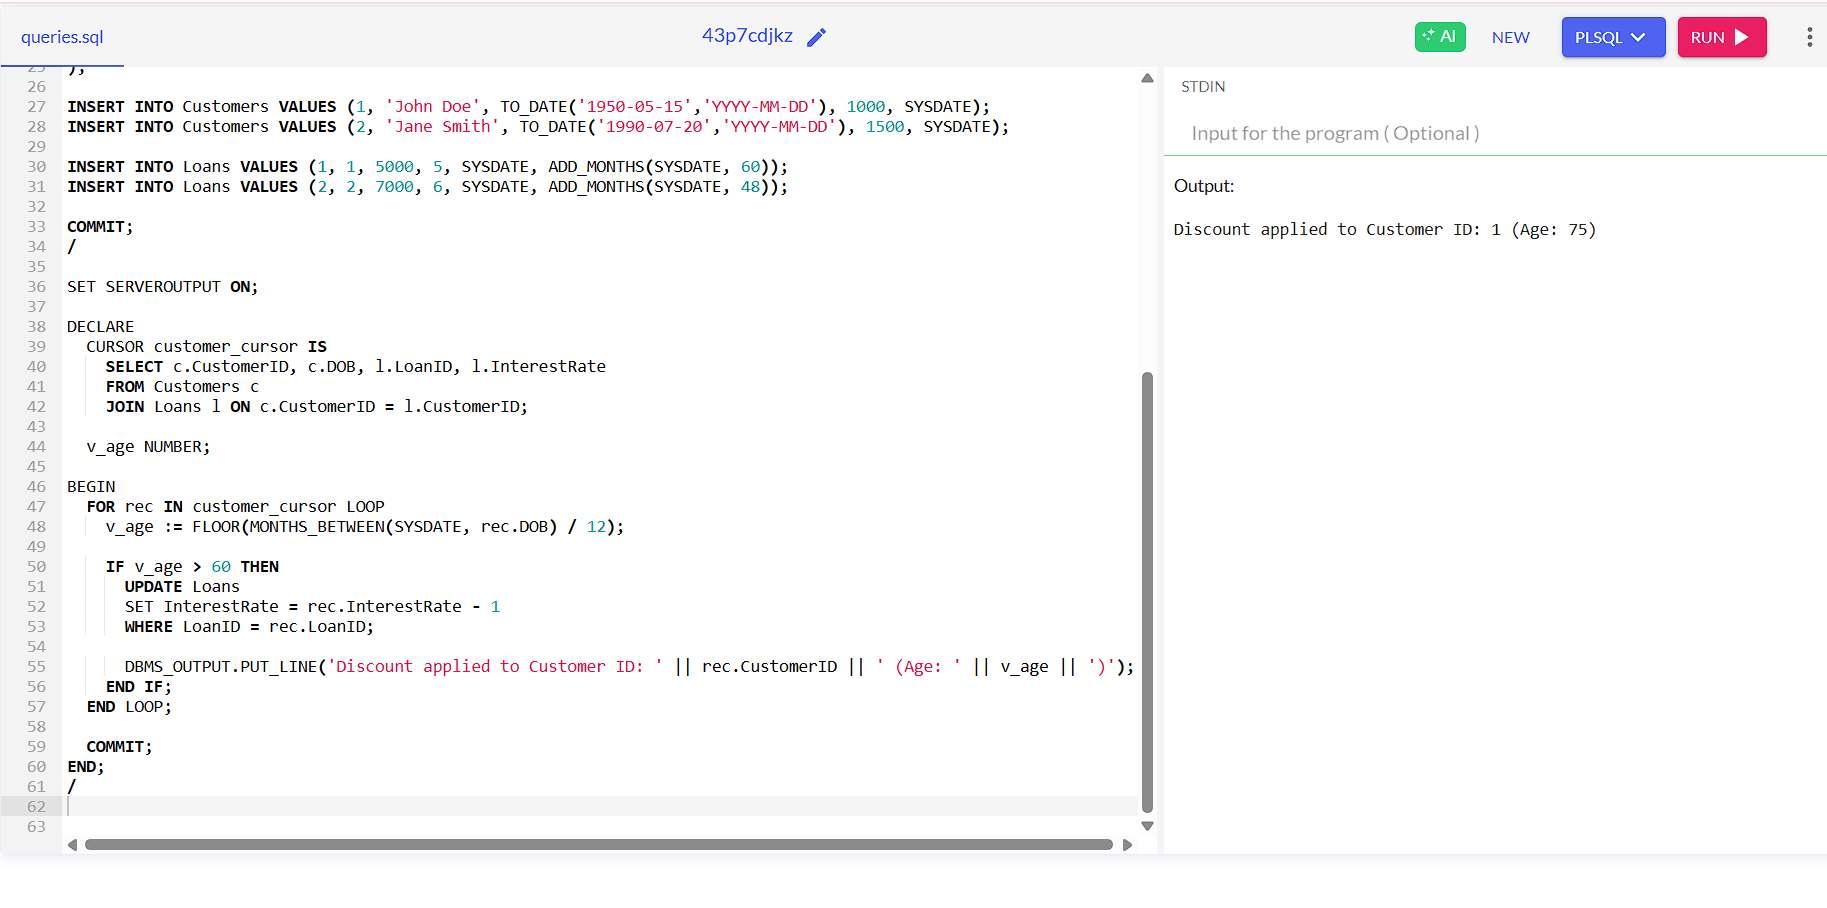 queries.sql
43p7cdjkz
AI
NEW
PLSQL
RUN
25 );
26
27 INSERT INTO Customers VALUES (1, 'John Doe', TO_DATE('1950-05-15','YYYY-MM-DD'), 1000, SYSDATE);
28 INSERT INTO Customers VALUES (2, 'Jane Smith', TO_DATE('1990-07-20','YYYY-MM-DD'), 1500, SYSDATE);
29
30 INSERT INTO Loans VALUES (1, 1, 5000, 5, SYSDATE, ADD_MONTHS(SYSDATE, 60));
31 INSERT INTO Loans VALUES (2, 2, 7000, 6, SYSDATE, ADD_MONTHS(SYSDATE, 48));
32
33 COMMIT;
34 /
35
36 SET SERVEROUTPUT ON;
37
38 DECLARE
39   CURSOR customer_cursor IS
40     SELECT c.CustomerID, c.DOB, l.LoanID, l.InterestRate
41     FROM Customers c
42     JOIN Loans l ON c.CustomerID = l.CustomerID;
43
44   v_age NUMBER;
45
46 BEGIN
47   FOR rec IN customer_cursor LOOP
48     v_age := FLOOR(MONTHS_BETWEEN(SYSDATE, rec.DOB) / 12);
49
50     IF v_age > 60 THEN
51       UPDATE Loans
52       SET InterestRate = rec.InterestRate - 1
53       WHERE LoanID = rec.LoanID;
54
55       DBMS_OUTPUT.PUT_LINE('Discount applied to Customer ID: ' || rec.CustomerID || ' (Age: ' || v_age || ')');
56     END IF;
57   END LOOP;
58
59   COMMIT;
60 END;
61 /
62
63
STDIN
Input for the program ( Optional )
Output:
Discount applied to Customer ID: 1 (Age: 75)